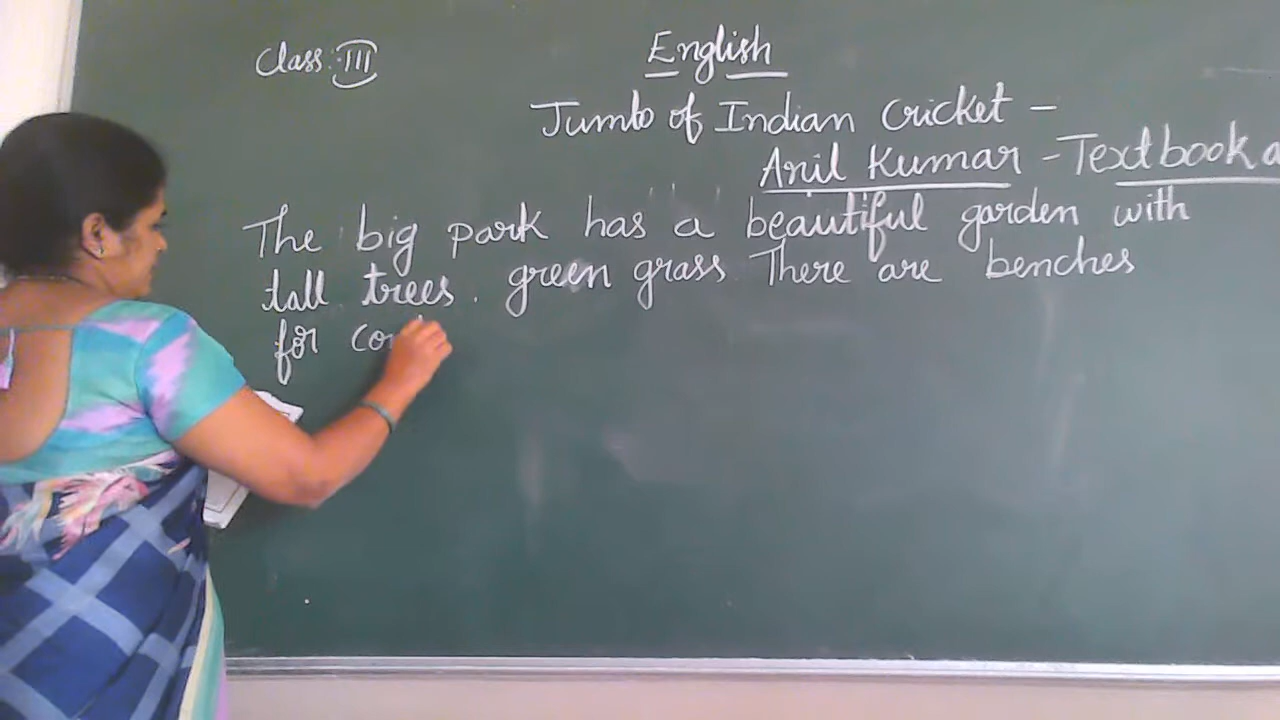 Class: III
English
Jumbo of Indian Cricket -
Anil Kumar - Textbook
The big park has a beautiful garden with
tall trees. green grass There are benches
for